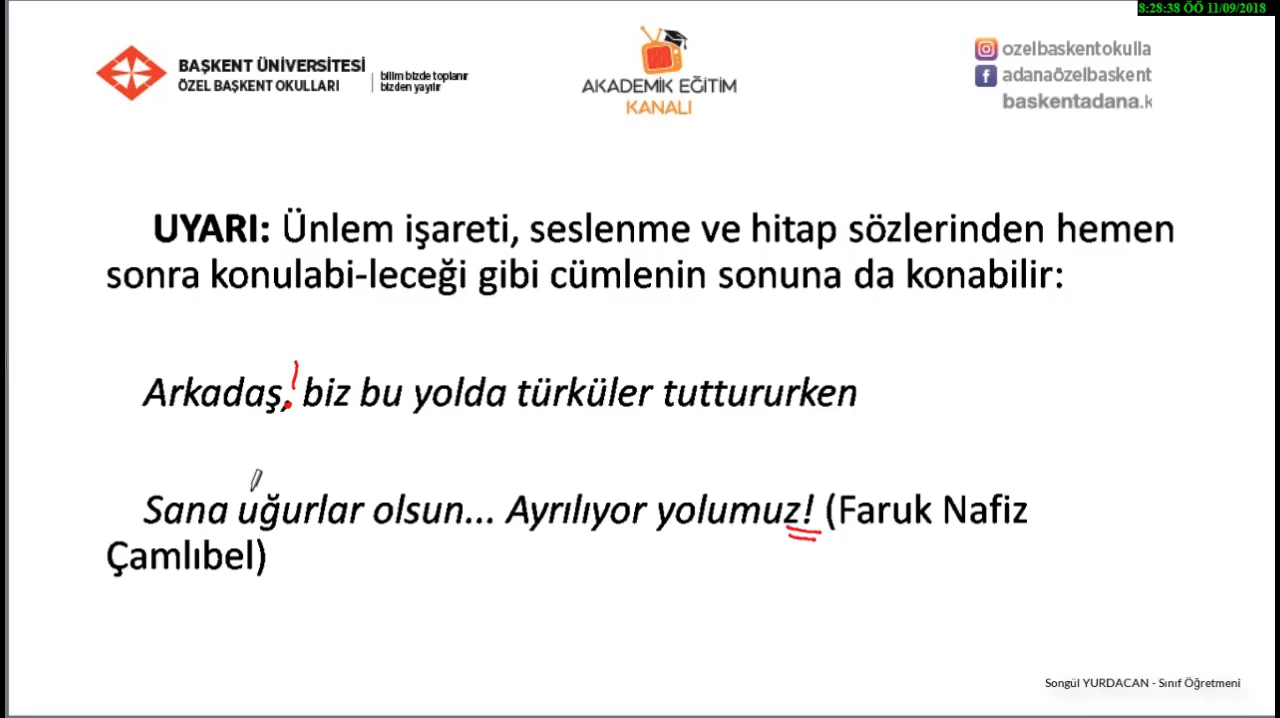 8:28:38 ÖÖ 11/09/2018
BAŞKENT ÜNİVERSİTESİ
ÖZEL BAŞKENT OKULLARI
bilim bizde toplanır
bizden yayılır
AKADEMİK EĞİTİM
KANALI
ozelbaskentokulla
adanaözelbaskent
baskentadana.k
UYARI: Ünlem işareti, seslenme ve hitap sözlerinden hemen
sonra konulabi-leceği gibi cümlenin sonuna da konabilir:
Arkadaş, ! biz bu yolda türküler tuttururken
Sana uğurlar olsun... Ayrılıyor yolumuz! (Faruk Nafiz
Çamlıbel)
Songül YURDACAN - Sınıf Öğretmeni